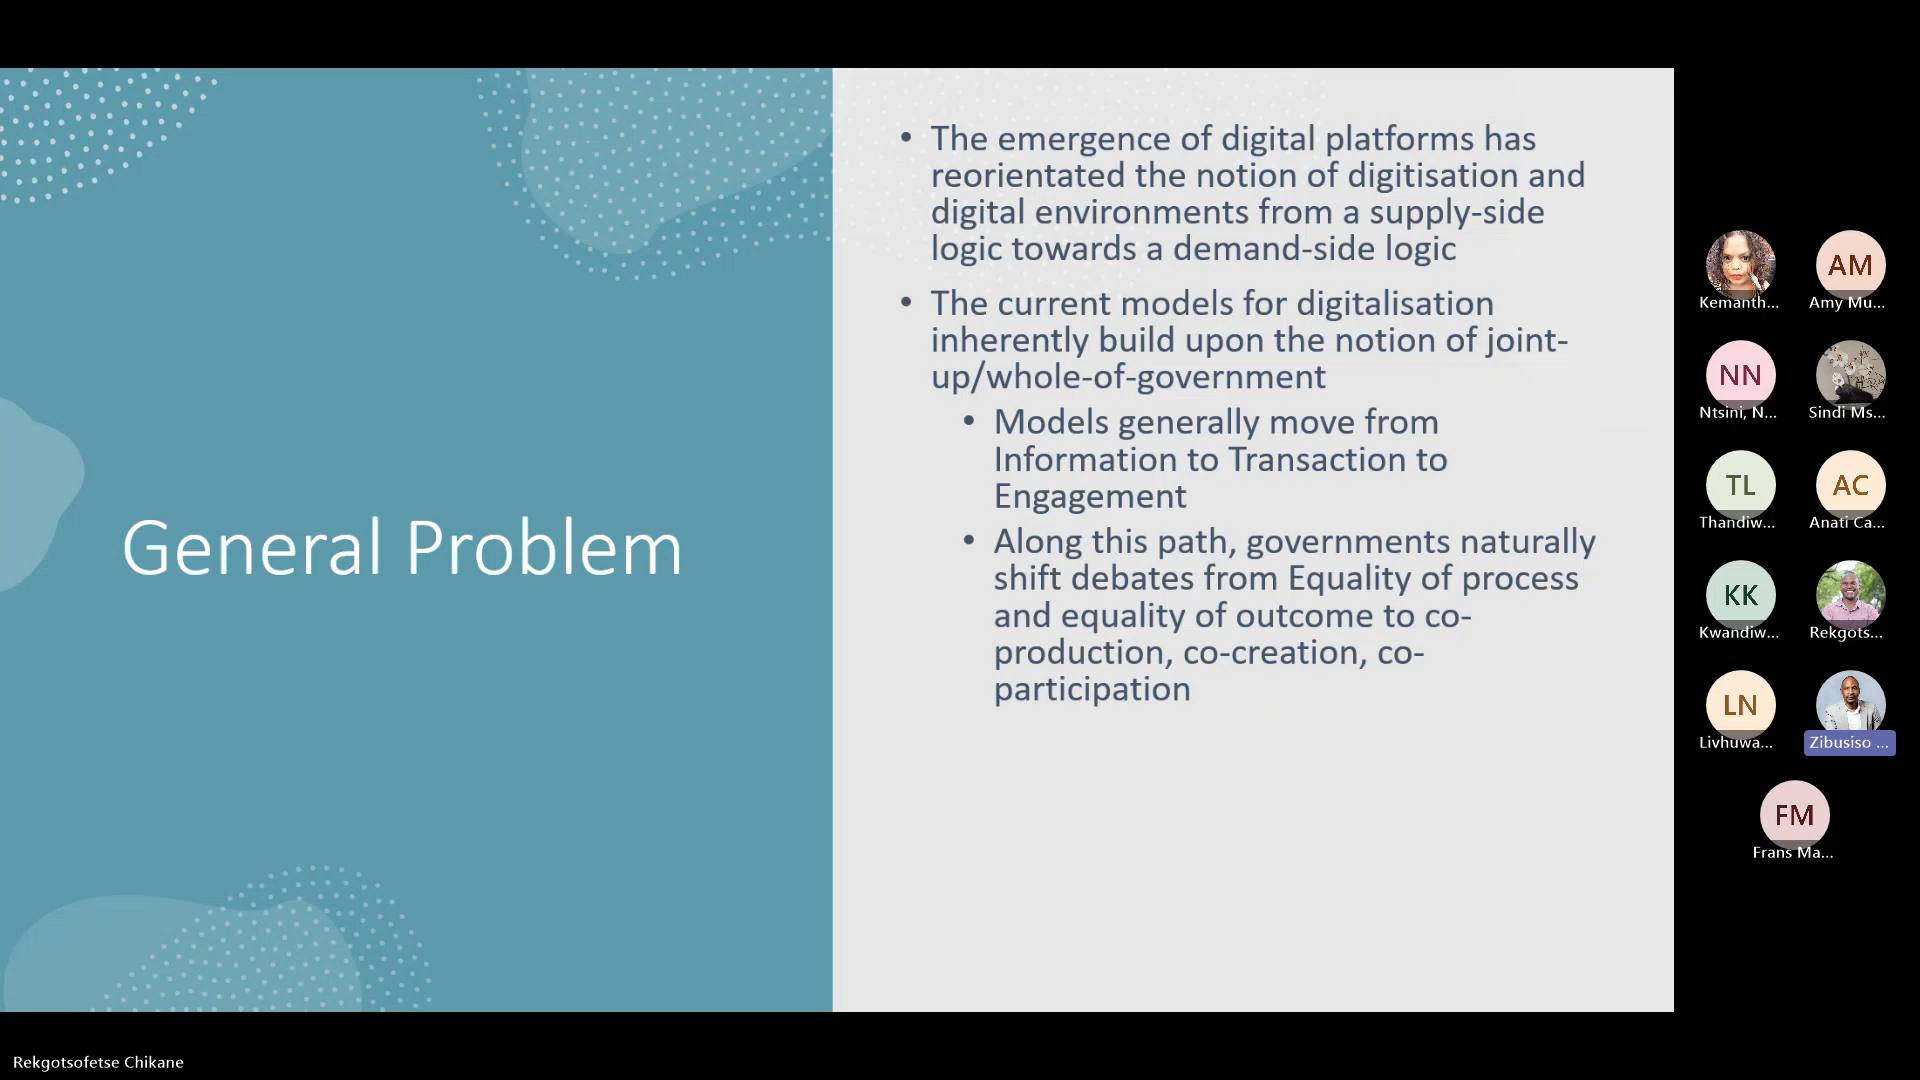 General Problem
• The emergence of digital platforms has
reorientated the notion of digitisation and
digital environments from a supply-side
logic towards a demand-side logic
• The current models for digitalisation
inherently build upon the notion of joint-
up/whole-of-government
• Models generally move from
Information to Transaction to
Engagement
• Along this path, governments naturally
shift debates from Equality of process
and equality of outcome to co-
production, co-creation, co-
participation
Kemanth...
AM
Amy Mu...
NN
Ntsini, N...
Sindi Ms...
TL
Thandiw...
AC
Anati Ca...
KK
Kwandiw...
Rekgots...
LN
Livhuwa...
Zibusiso ...
FM
Frans Ma...
Rekgotsofetse Chikane